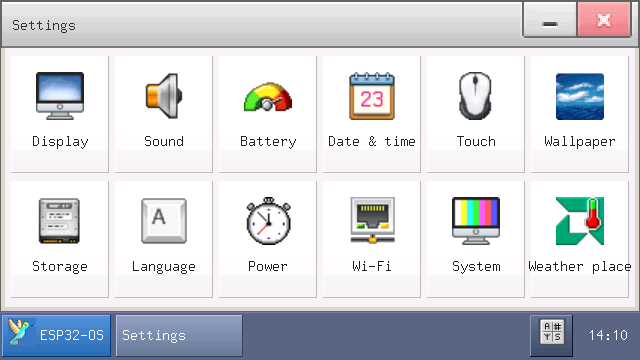 Settings
23
Display
Sound
Battery
Date & time
Touch
Wallpaper
A
Storage
Language
Power
Wi-Fi
System
Weather place
ESP32-OS
Settings
14:10